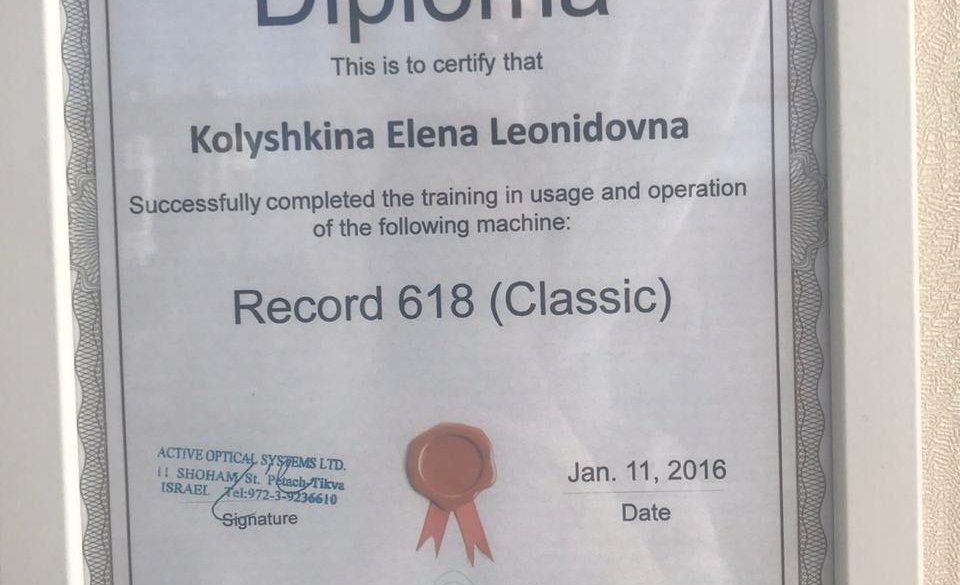 Diploma
This is to certify that
Kolyshkina Elena Leonidovna
Successfully completed the training in usage and operation
of the following machine:
Record 618 (Classic)
ACTIVE OPTICAL SYSTEMS LTD.
11 SHOHAM St. Petach-Tikva
ISRAEL Tel:972-3-9236610
Signature
Jan. 11, 2016
Date